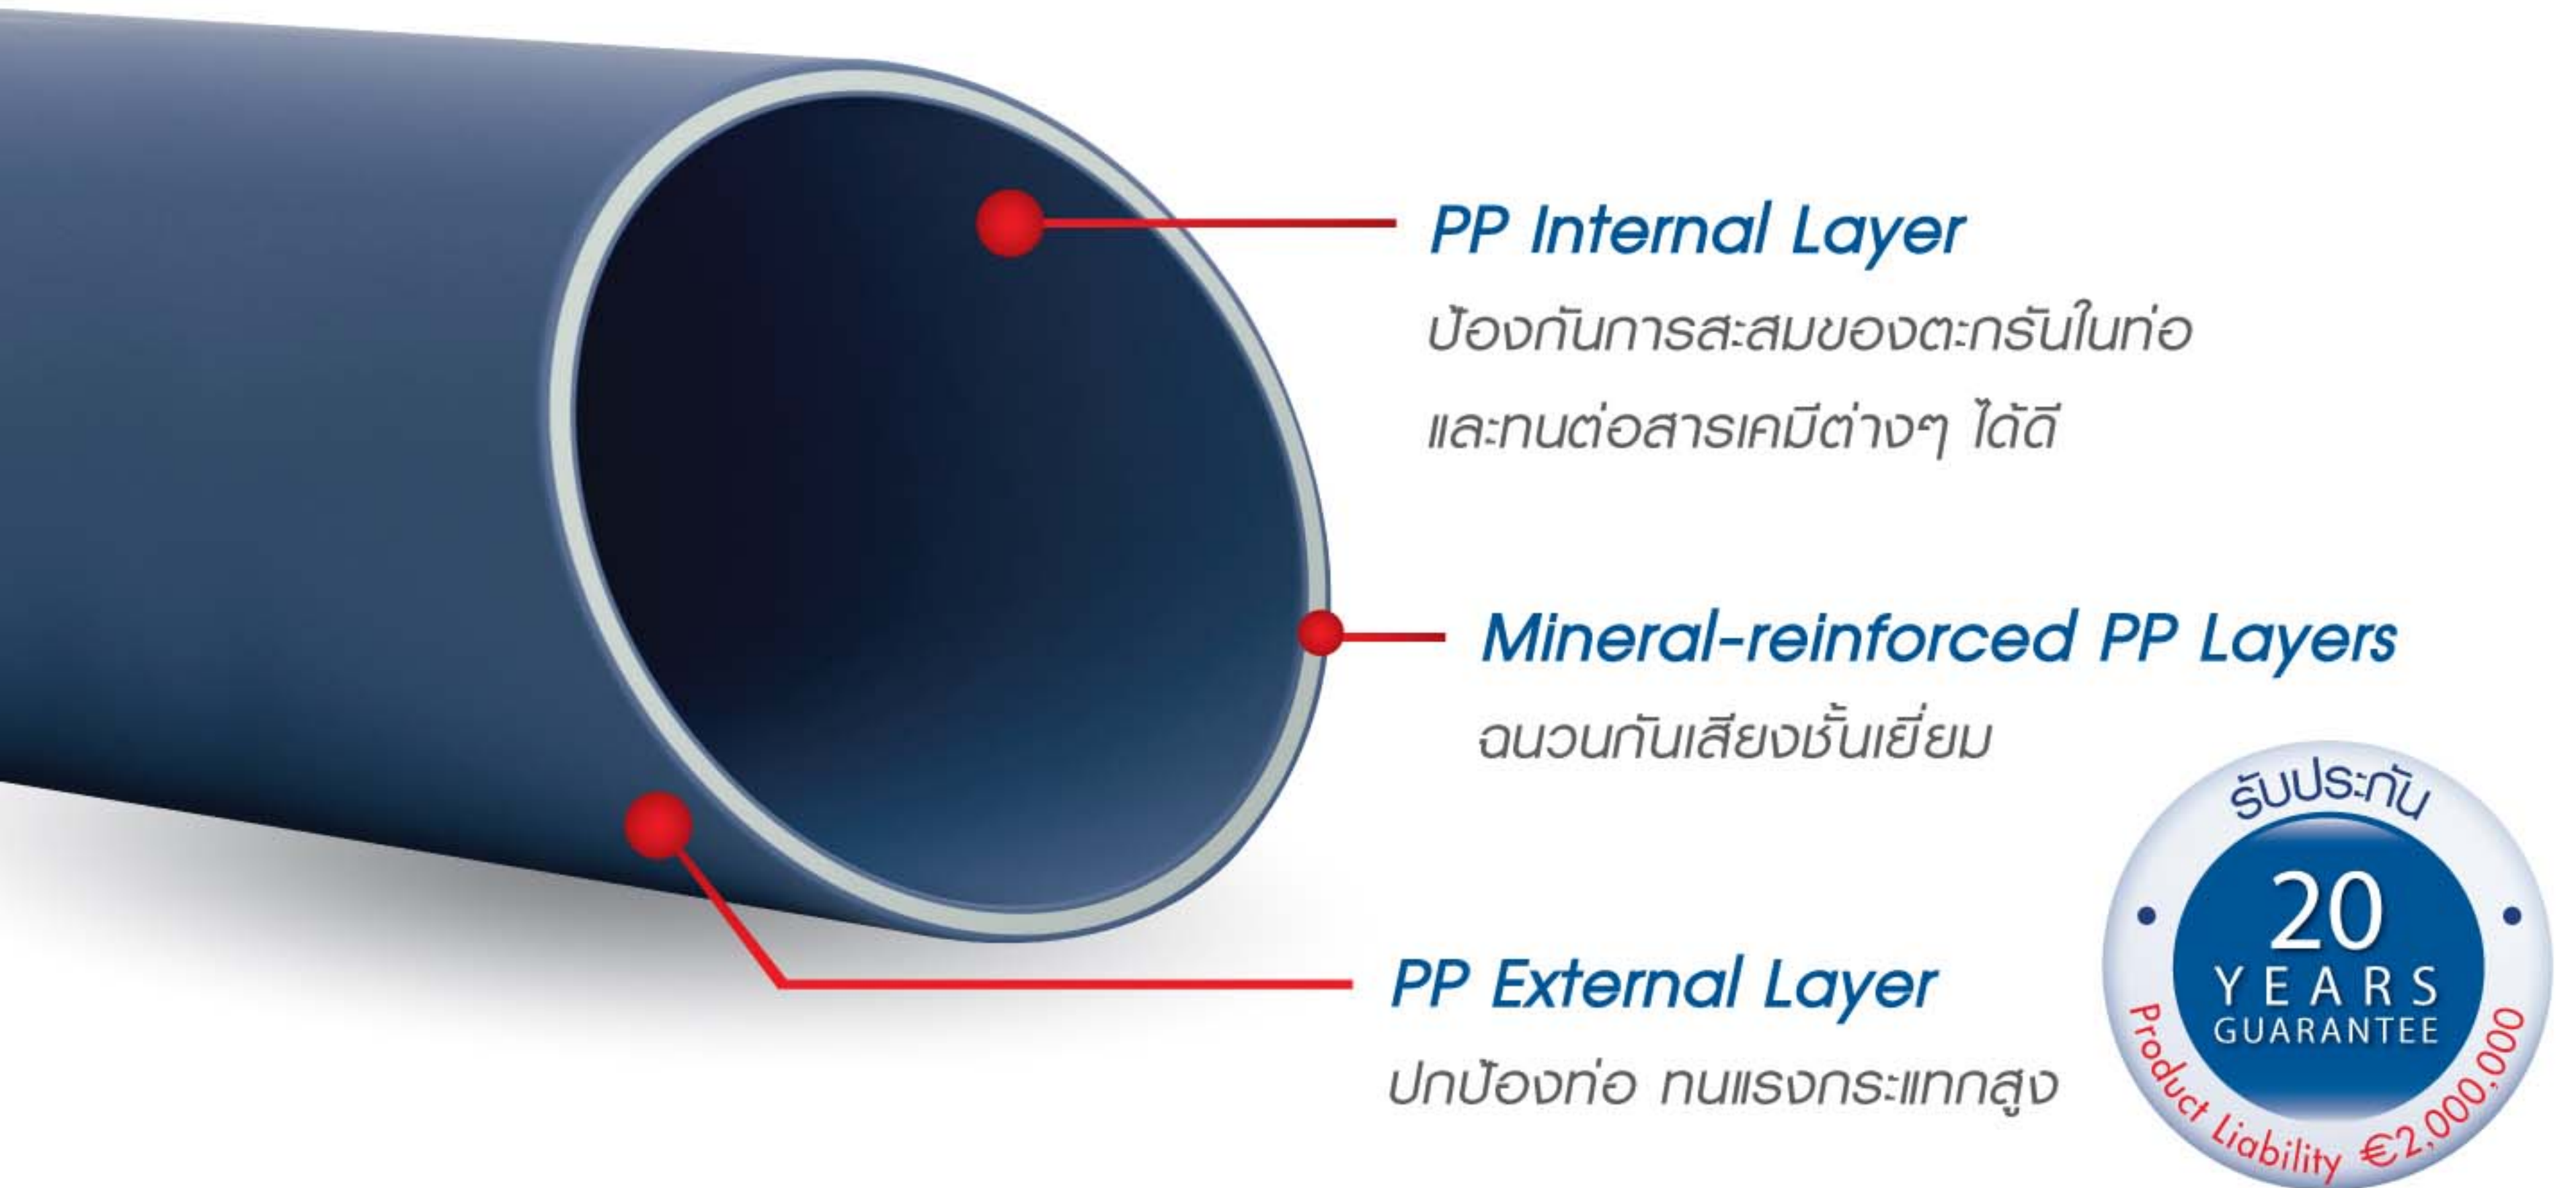 PP Internal Layer
ป้องกันการสะสมของตะกรันในท่อ
และทนต่อสารเคมีต่างๆ ได้ดี
Mineral-reinforced PP Layers
ฉนวนกันเสียงชั้นเยี่ยม
PP External Layer
ปกป้องท่อ ทนแรงกระแทกสูง
รับประกัน
20
YEARS
GUARANTEE
Product Liability €2,000,000